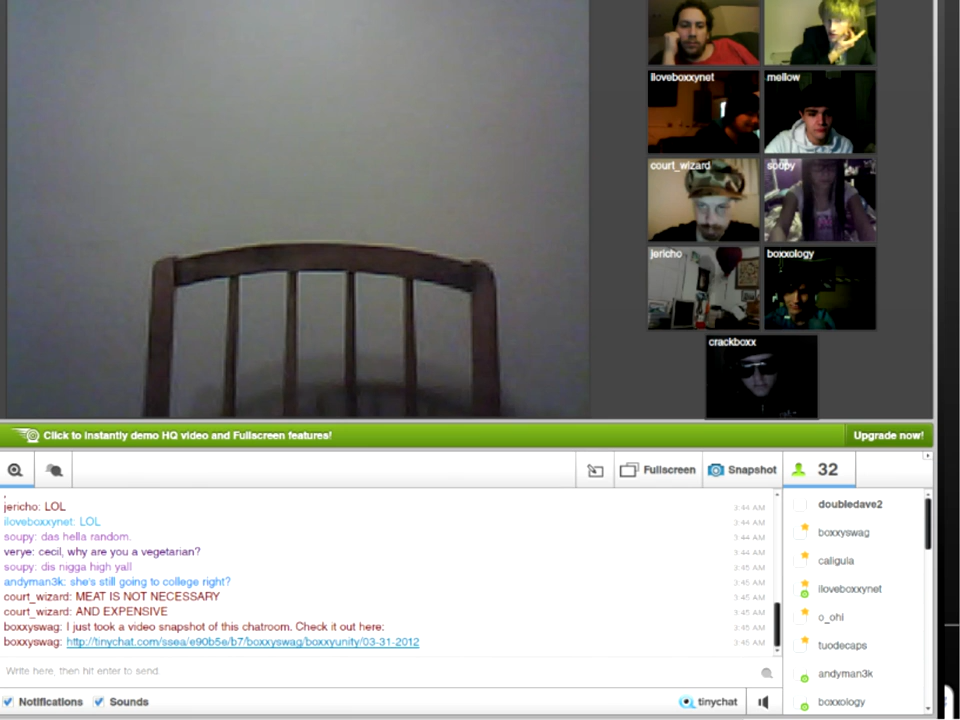 iloveboxxynet
mellow
court_wizard
soupy
jericho
boxxology
crackboxx
Click to instantly demo HQ video and Fullscreen features!
Upgrade now!
Fullscreen
Snapshot
32
jericho: LOL 3:44 AM
iloveboxxynet: LOL 3:44 AM
soupy: das hella random. 3:44 AM
verye: cecil, why are you a vegetarian? 3:44 AM
soupy: dis nigga high yall 3:45 AM
andyman3k: she's still going to college right? 3:45 AM
court_wizard: MEAT IS NOT NECESSARY 3:45 AM
court_wizard: AND EXPENSIVE 3:45 AM
boxxyswag: I just took a video snapshot of this chatroom. Check it out here: 3:45 AM
boxxyswag: http://tinychat.com/ssea/e90b5e/b7/boxxyswag/boxxyunity/03-31-2012 3:45 AM
doubledave2
boxxyswag
caligula
iloveboxxynet
o_ohi
tuodecaps
andyman3k
boxxology
Write here, then hit enter to send
Notifications
Sounds
tinychat